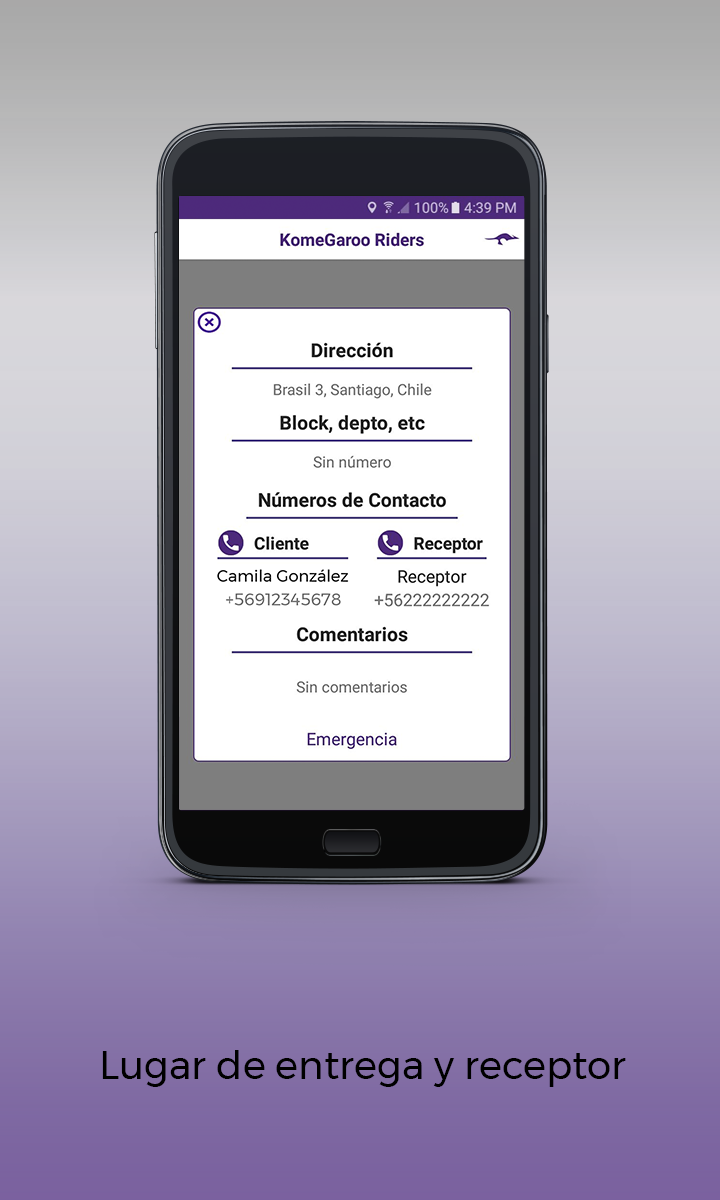 100% 4:39 PM
KomeGaroo Riders
Dirección
Brasil 3, Santiago, Chile
Block, depto, etc
Sin número
Números de Contacto
Cliente Receptor
Camila González Receptor
+56912345678 +56222222222
Comentarios
Sin comentarios
Emergencia
Lugar de entrega y receptor